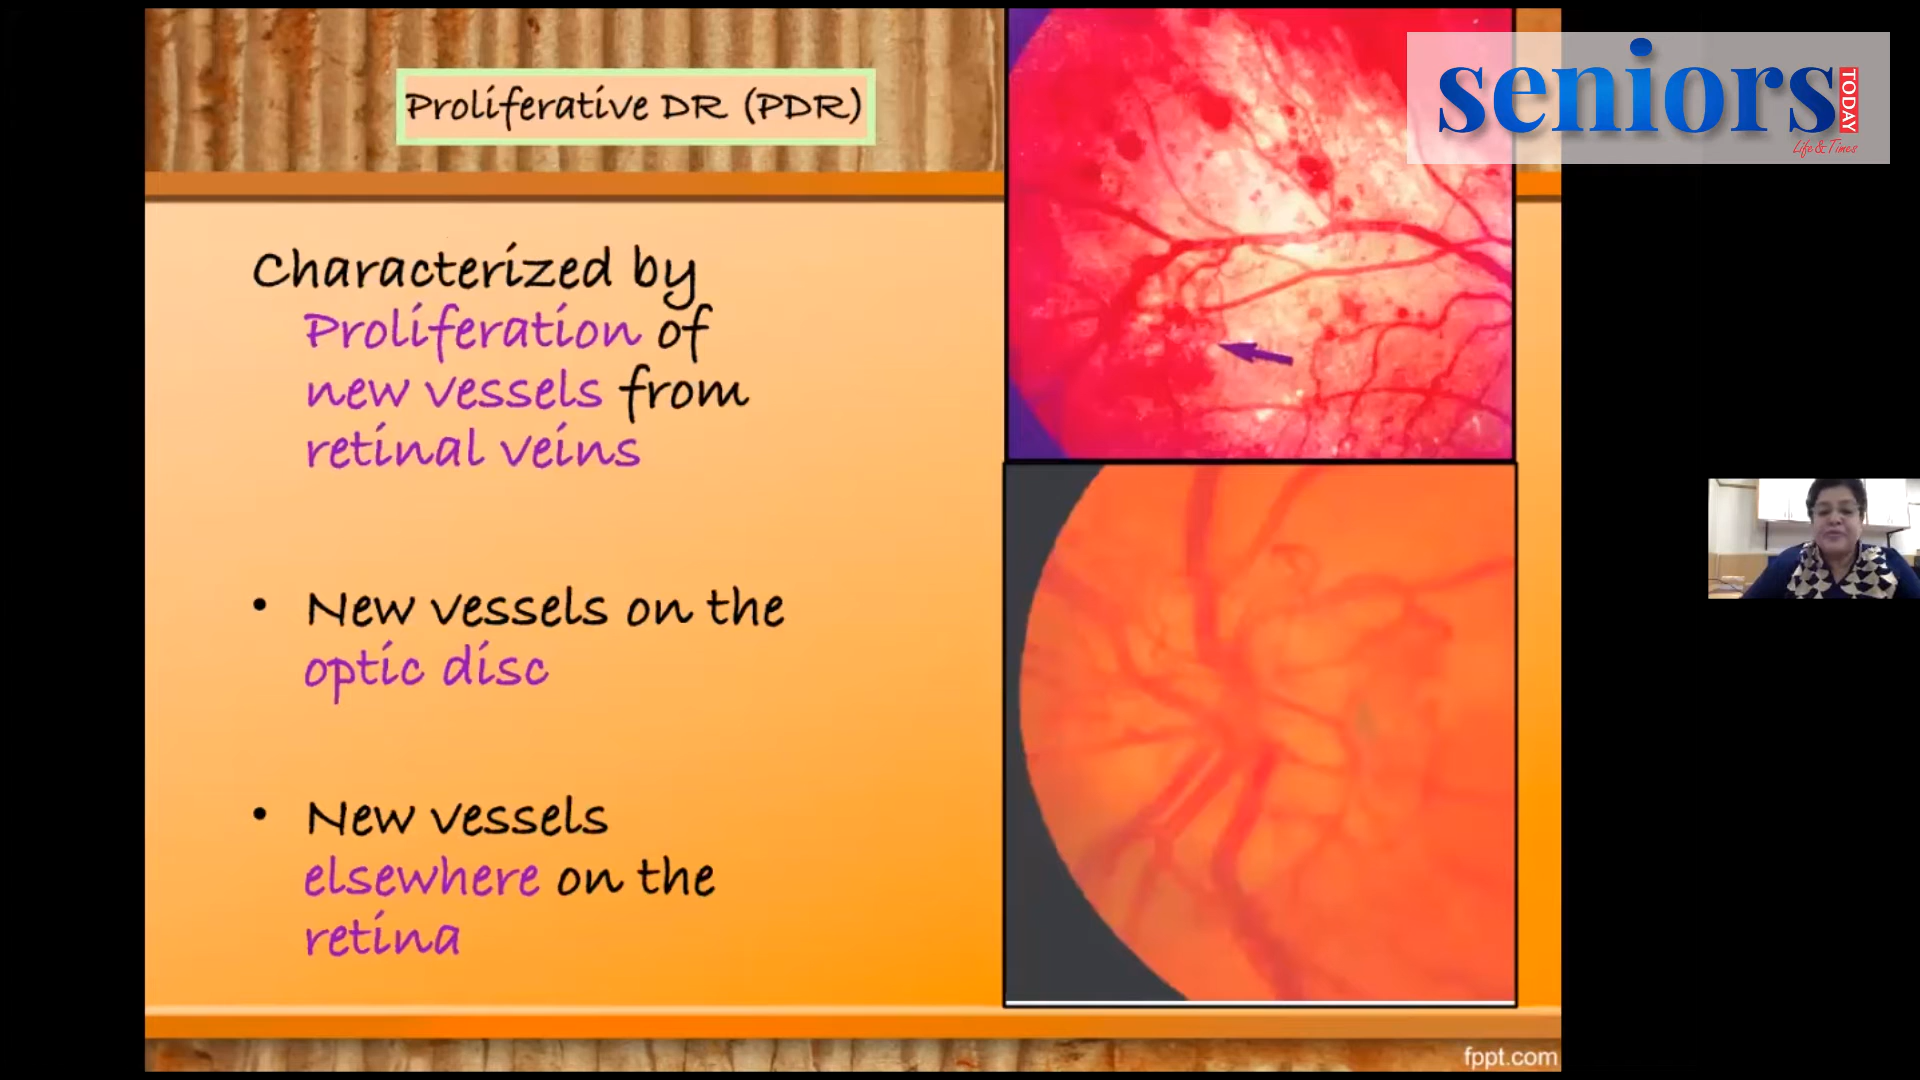 Proliferative DR (PDR)
seniors
TODAY
Life & Times
Characterized by
Proliferation of
new vessels from
retinal veins
• New vessels on the
optic disc
• New vessels
elsewhere on the
retina
fppt.com